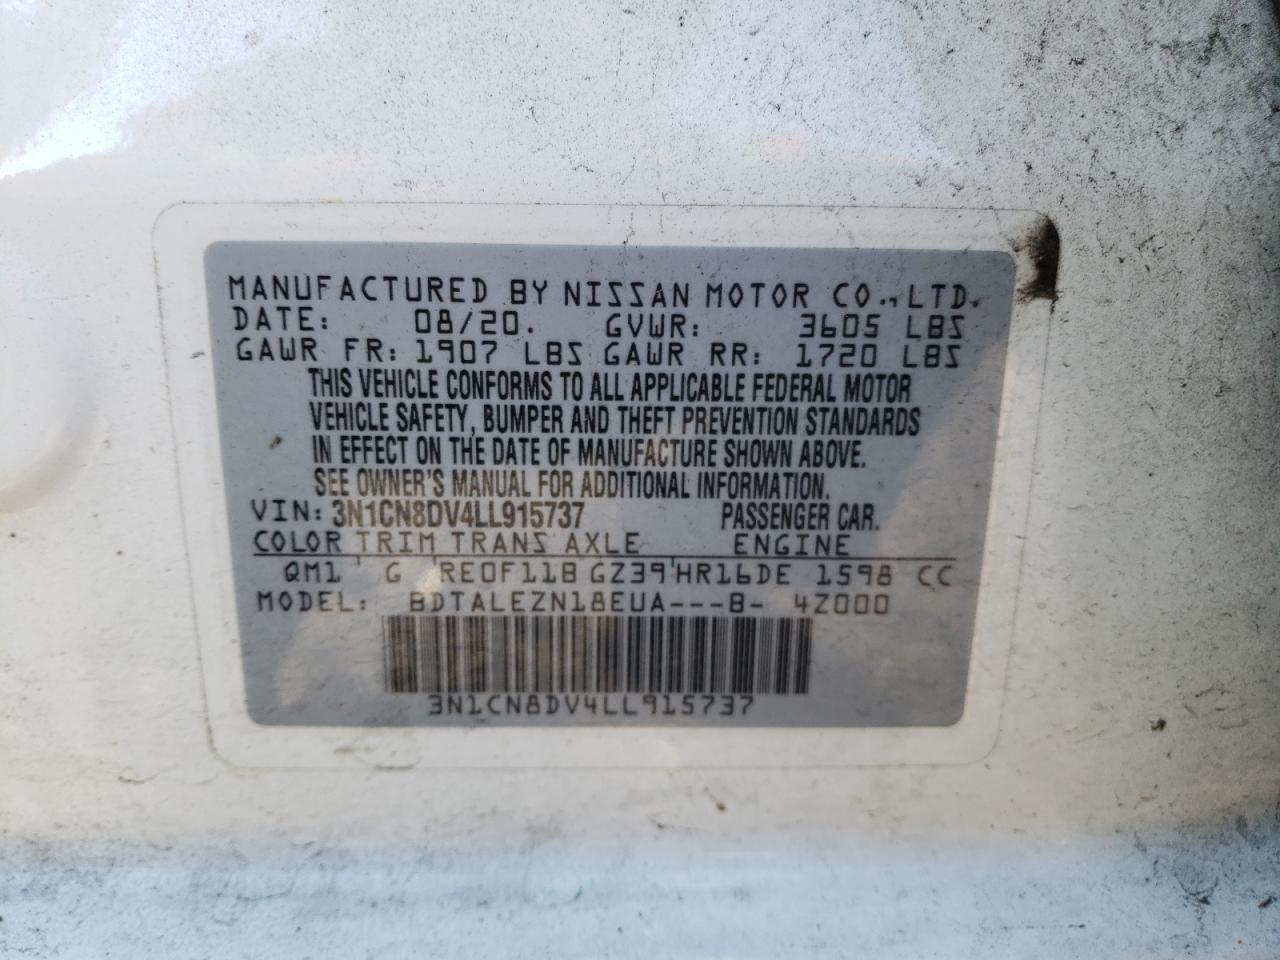 MANUFACTURED BY NISSAN MOTOR CO., LTD.
DATE: 08/20. GVWR: 3605 LBS
GAWR FR: 1907 LBS GAWR RR: 1720 LBS
THIS VEHICLE CONFORMS TO ALL APPLICABLE FEDERAL MOTOR
VEHICLE SAFETY, BUMPER AND THEFT PREVENTION STANDARDS
IN EFFECT ON THE DATE OF MANUFACTURE SHOWN ABOVE.
SEE OWNER'S MANUAL FOR ADDITIONAL INFORMATION.
VIN: 3N1CN8DV4LL915737 PASSENGER CAR.
COLOR TRIM TRANS AXLE ENGINE
QM1 ' G ' RE0F11B GZ39'HR16DE 1598 CC
MODEL: BDTALEZN18EUA---B- 4Z000
3N1CN8DV4LL915737